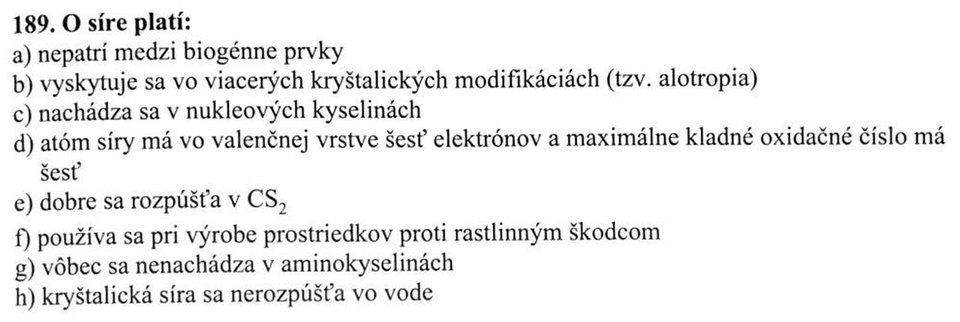 189. O síre platí:
a) nepatrí medzi biogénne prvky
b) vyskytuje sa vo viacerých kryštalických modifikáciách (tzv. alotropia)
c) nachádza sa v nukleových kyselinách
d) atóm síry má vo valenčnej vrstve šesť elektrónov a maximálne kladné oxidačné číslo má
šesť
e) dobre sa rozpúšťa v CS₂
f) používa sa pri výrobe prostriedkov proti rastlinným škodcom
g) vôbec sa nenachádza v aminokyselinách
h) kryštalická síra sa nerozpúšťa vo vode